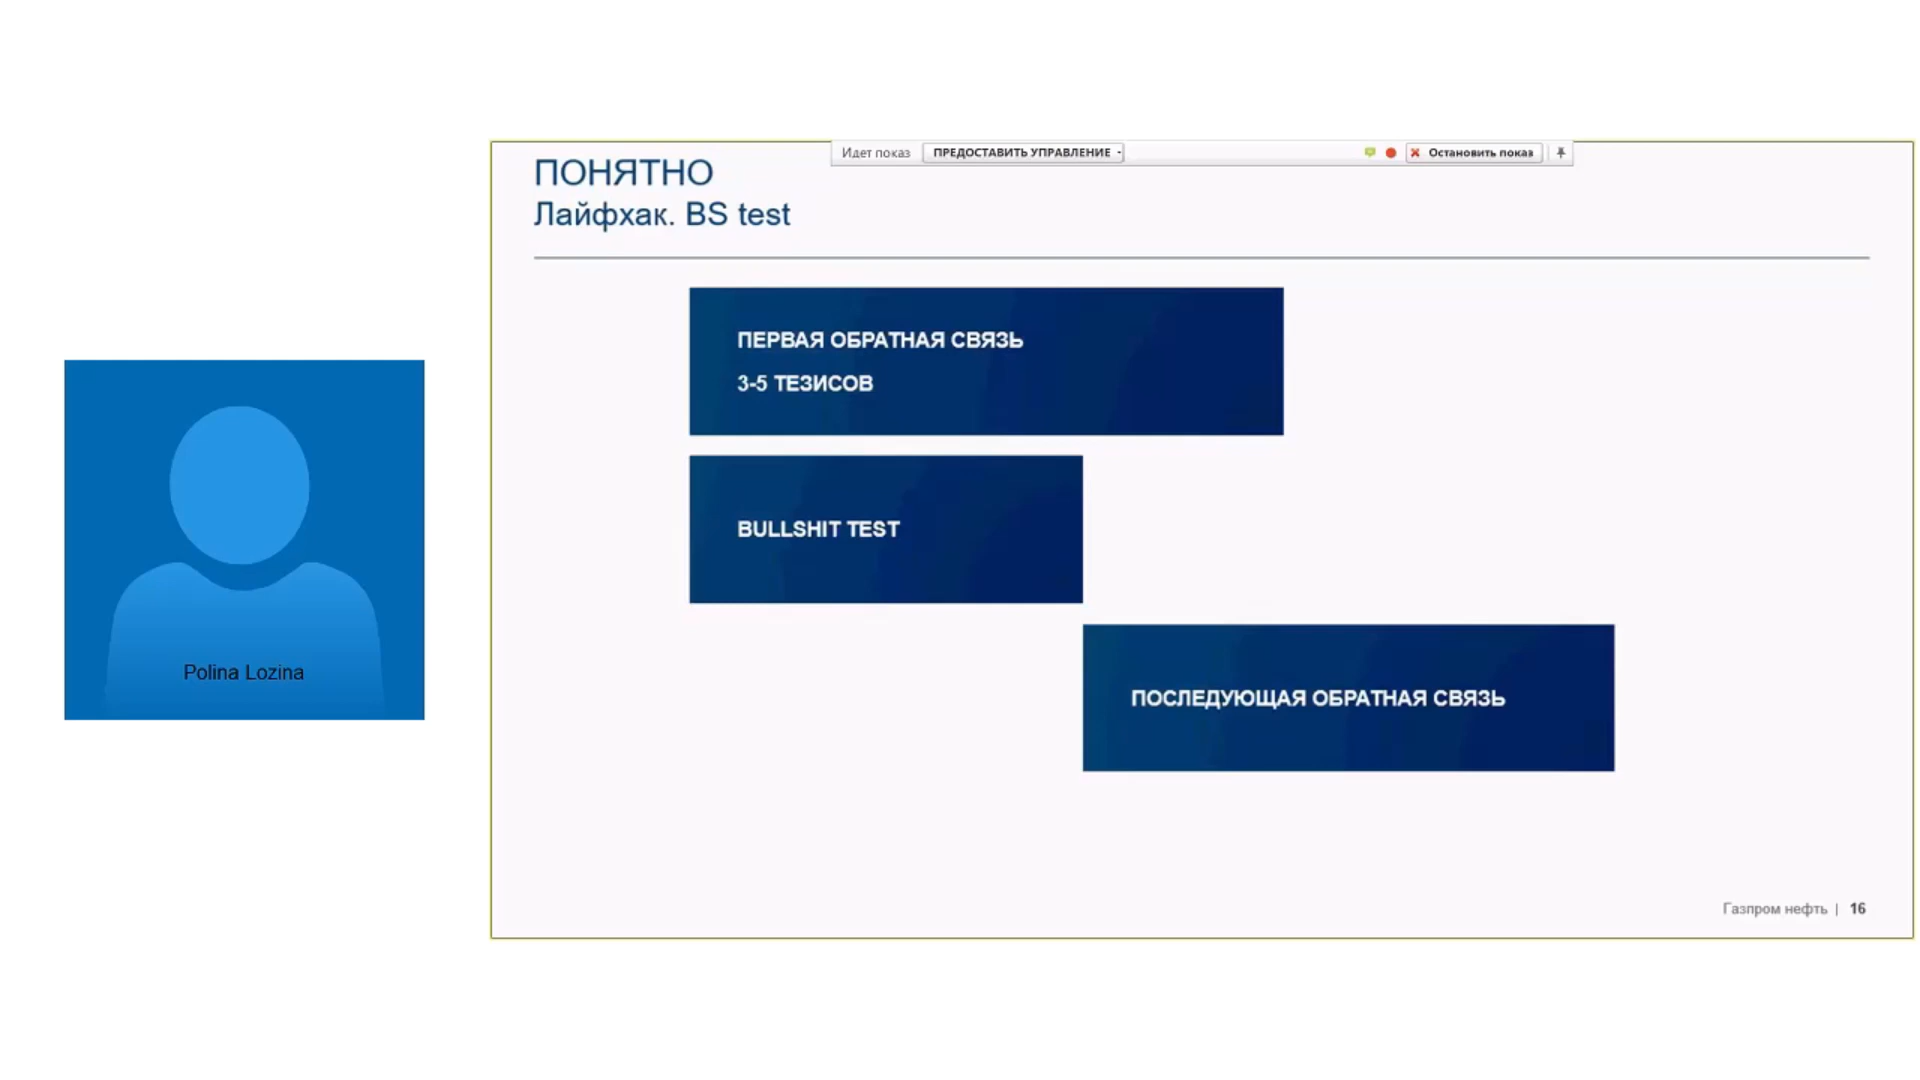 Идет показ
ПРЕДОСТАВИТЬ УПРАВЛЕНИЕ
Остановить показ
ПОНЯТНО
Лайфхак. BS test
ПЕРВАЯ ОБРАТНАЯ СВЯЗЬ
3-5 ТЕЗИСОВ
BULLSHIT TEST
Polina Lozina
ПОСЛЕДУЮЩАЯ ОБРАТНАЯ СВЯЗЬ
Газпром нефть | 16